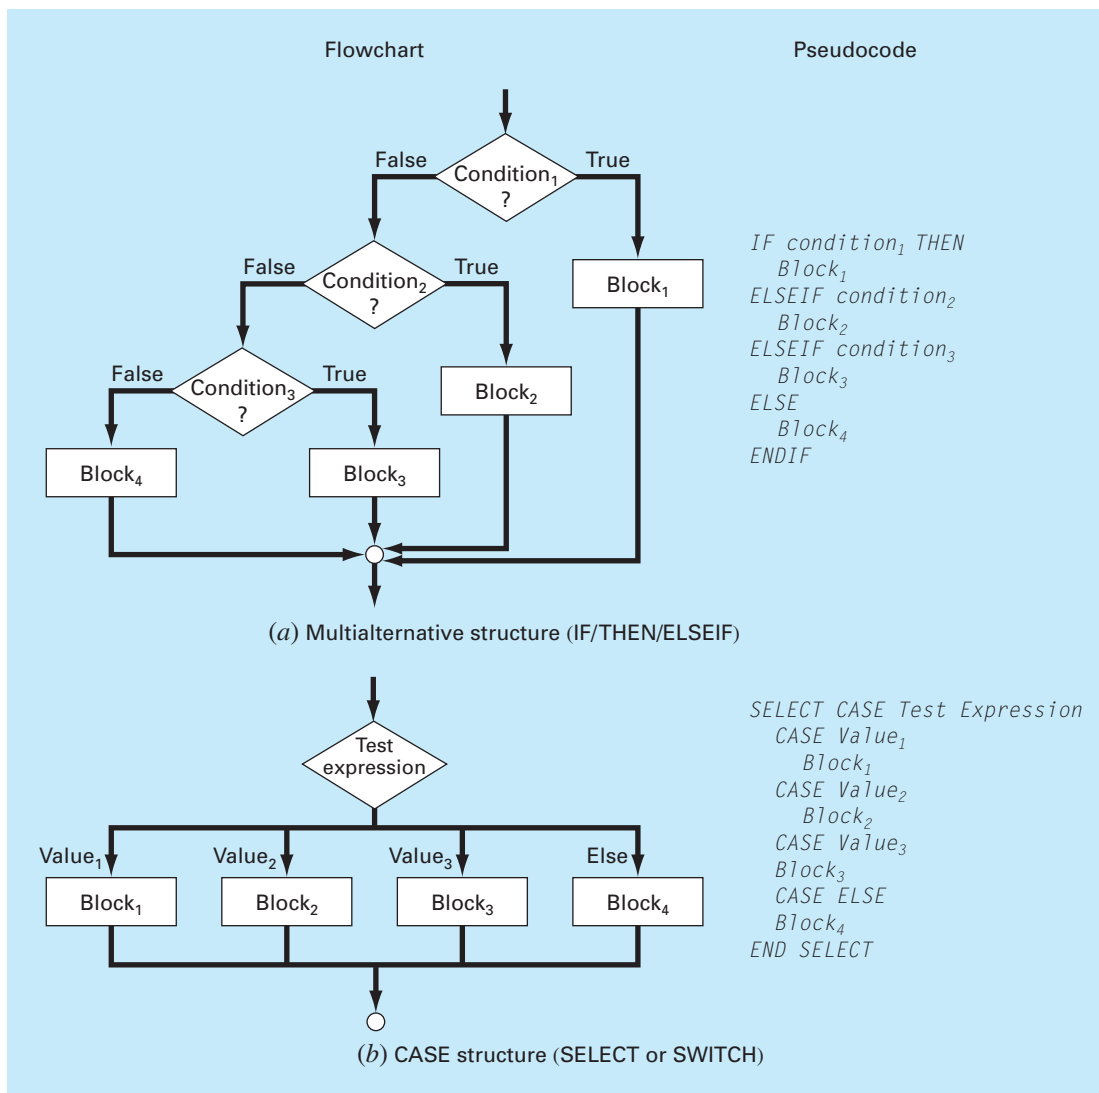 Flowchart
Pseudocode
False
True
Condition₁
?
False
True
Condition₂
?
Block₁
False
True
Condition₃
?
Block₂
Block₄
Block₃
IF condition₁ THEN
Block₁
ELSEIF condition₂
Block₂
ELSEIF condition₃
Block₃
ELSE
Block₄
ENDIF
(a) Multialternative structure (IF/THEN/ELSEIF)
Test
expression
Value₁
Value₂
Value₃
Else
Block₁
Block₂
Block₃
Block₄
SELECT CASE Test Expression
CASE Value₁
Block₁
CASE Value₂
Block₂
CASE Value₃
Block₃
CASE ELSE
Block₄
END SELECT
(b) CASE structure (SELECT or SWITCH)